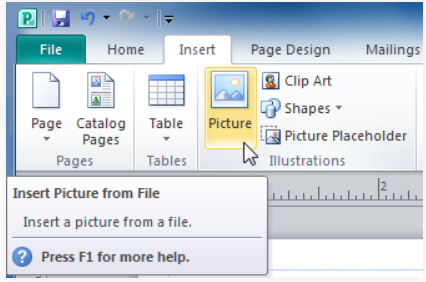 File Home Insert Page Design Mailings
Page Catalog Pages Table Picture Clip Art
Shapes
Picture Placeholder
Pages Tables Illustrations
Insert Picture from File
Insert a picture from a file.
Press F1 for more help.
2